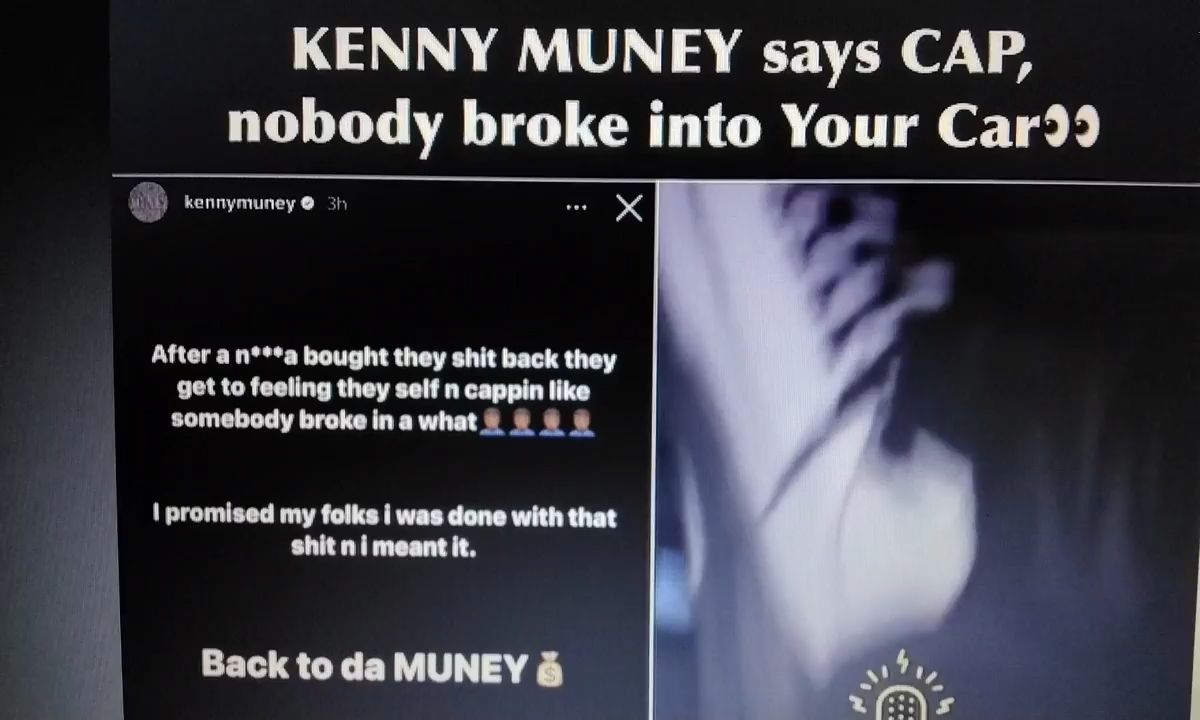 KENNY MUNEY says CAP,
nobody broke into Your Car👀
kennymuney 3h
After a n***a bought they shit back they
get to feeling they self n cappin like
somebody broke in a what🤦🏽‍♂️🤦🏽‍♂️🤦🏽‍♂️🤦🏽‍♂️
I promised my folks i was done with that
shit n i meant it.
Back to da MUNEY💰